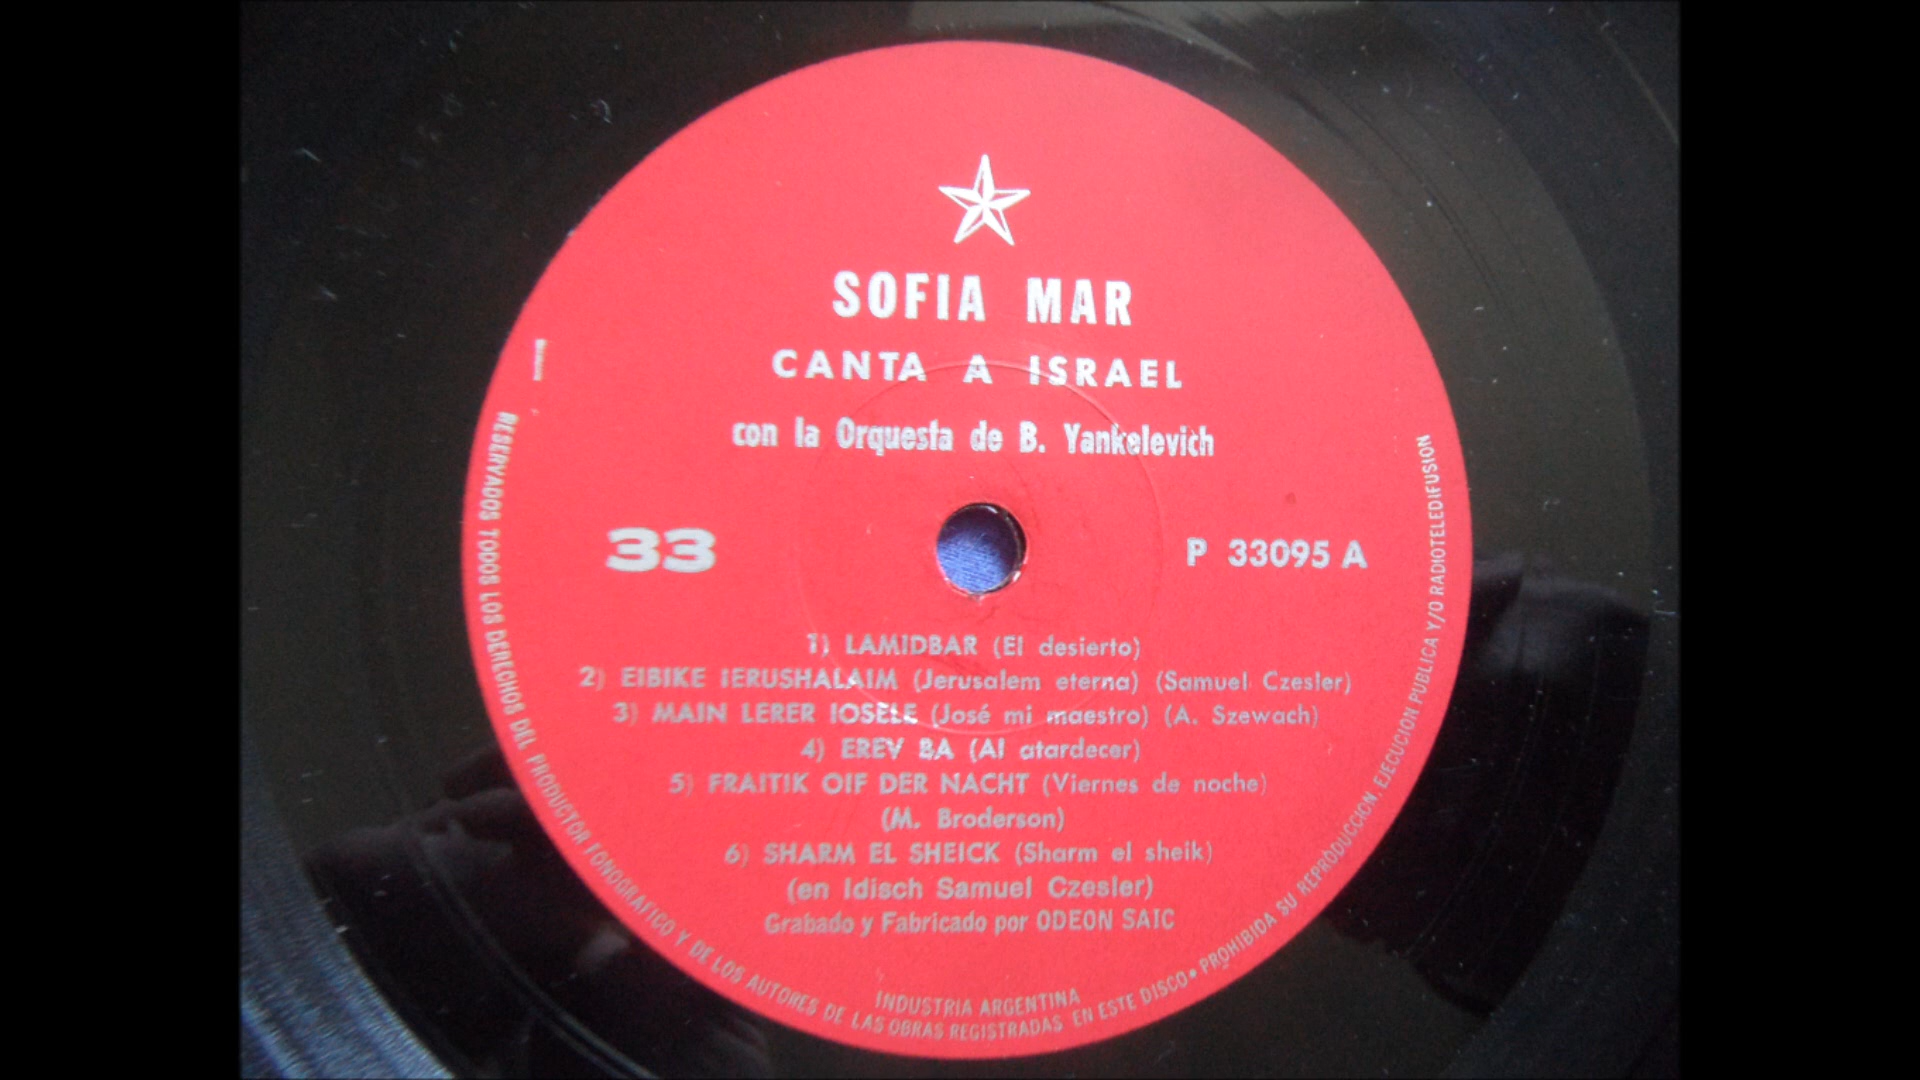 SOFIA MAR
CANTA A ISRAEL
con la Orquesta de B. Yankelevich
33
P 33095 A
1) LAMIDBAR (El desierto)
2) EIBIKE IERUSHALAIM (Jerusalem eterna) (Samuel Czesler)
3) MAIN LERER IOSELE (José mi maestro) (A. Szewach)
4) EREV BA (Al atardecer)
5) FRAITIK OIF DER NACHT (Viernes de noche)
(M. Broderson)
6) SHARM EL SHEICK (Sharm el sheik)
(en Idisch Samuel Czesler)
Grabado y Fabricado por ODEON SAIC
INDUSTRIA ARGENTINA
RESERVADOS TODOS LOS DERECHOS DEL PRODUCTOR FONOGRAFICO Y DE LOS AUTORES DE LAS OBRAS REGISTRADAS EN ESTE DISCO • PROHIBIDA SU REPRODUCCION, EJECUCION PUBLICA Y/O RADIOTELEDIFUSION